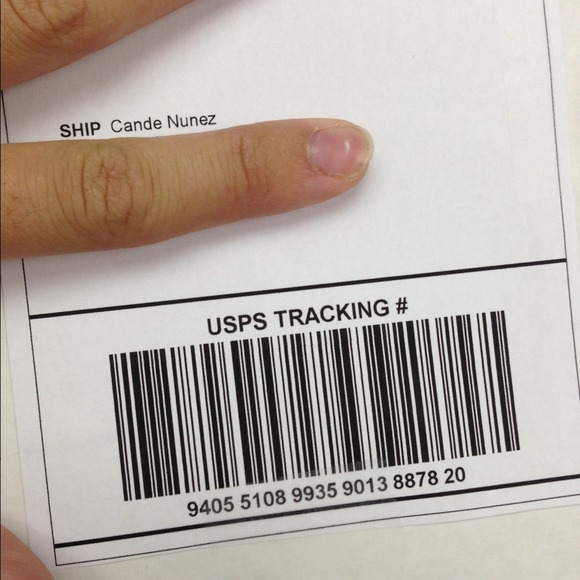 SHIP Cande Nunez
USPS TRACKING #
9405 5108 9935 9013 8878 20